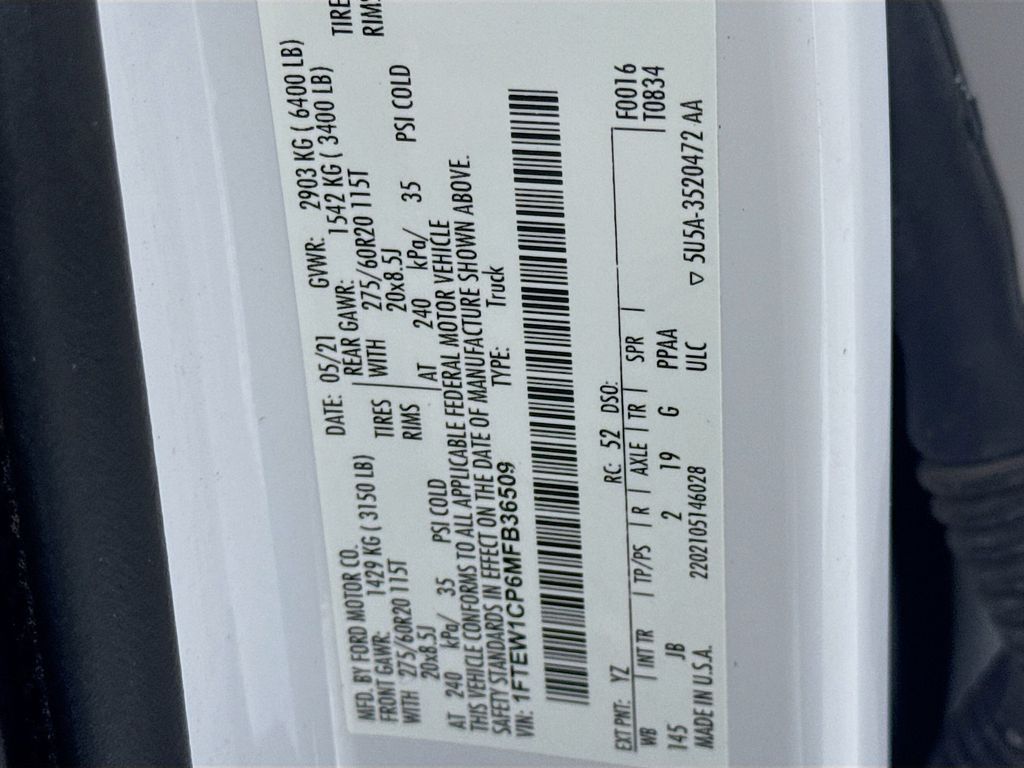 MFD. BY FORD MOTOR CO. DATE: 05/21 GVWR: 2903 KG ( 6400 LB)
FRONT GAWR: 1429 KG ( 3150 LB) REAR GAWR: 1542 KG ( 3400 LB)
WITH 275/60R20 115T TIRES WITH 275/60R20 115T TIRE
20x8.5J RIMS 20x8.5J RIMS
AT 240 kPa/ 35 PSI COLD AT 240 kPa/ 35 PSI COLD
THIS VEHICLE CONFORMS TO ALL APPLICABLE FEDERAL MOTOR VEHICLE
SAFETY STANDARDS IN EFFECT ON THE DATE OF MANUFACTURE SHOWN ABOVE.
VIN: 1FTEW1CP6MFB36509 TYPE: Truck
EXT PNT: YZ RC: 52 DSO: F0016
WB INT TR TP/PS R AXLE TR SPR T0834
145 JB 2 19 G PPAA
MADE IN U.S.A. 2202105146028 ULC ▽ 5U5A-3520472 AA